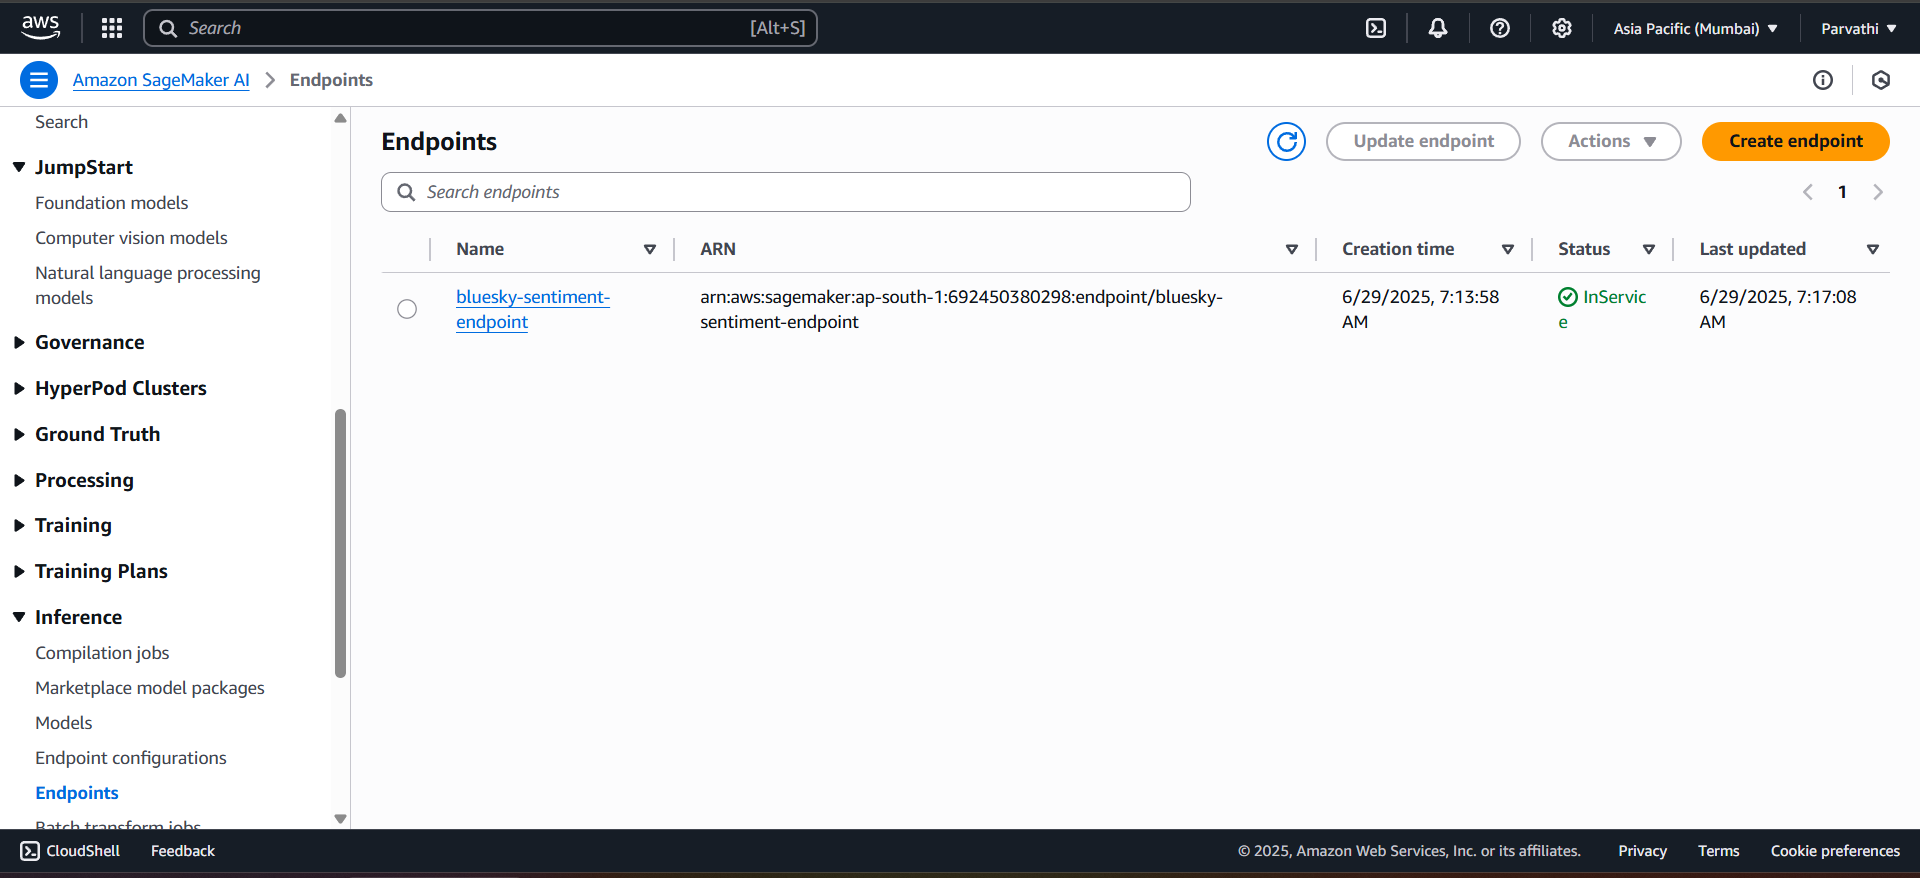 aws
Search
[Alt+S]
Asia Pacific (Mumbai)
Parvathi
Amazon SageMaker AI
Endpoints
Search
JumpStart
Foundation models
Computer vision models
Natural language processing
models
Governance
HyperPod Clusters
Ground Truth
Processing
Training
Training Plans
Inference
Compilation jobs
Marketplace model packages
Models
Endpoint configurations
Endpoints
Batch transform jobs
Endpoints
Update endpoint
Actions
Create endpoint
Search endpoints
1
Name
ARN
Creation time
Status
Last updated
bluesky-sentiment-
endpoint
arn:aws:sagemaker:ap-south-1:692450380298:endpoint/bluesky-
sentiment-endpoint
6/29/2025, 7:13:58
AM
InServic
e
6/29/2025, 7:17:08
AM
CloudShell
Feedback
© 2025, Amazon Web Services, Inc. or its affiliates.
Privacy
Terms
Cookie preferences